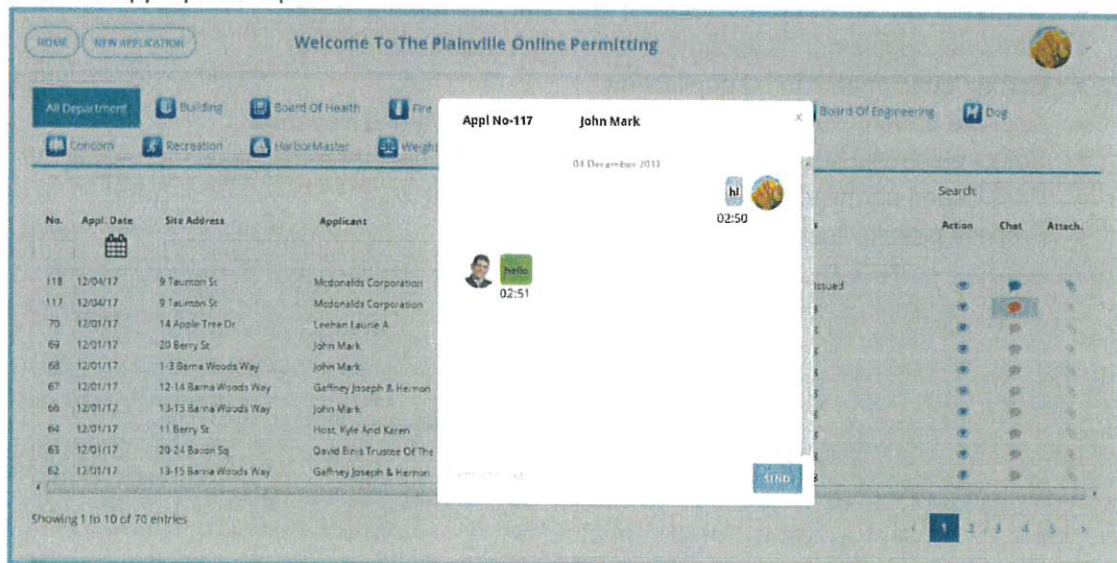 HOME NEW APPLICATION Welcome To The Plainville Online Permitting
All Department Building Board Of Health Fire Board Of Engineering Dog
Concom Recreation HarborMaster Weight
Appl No-117 John Mark x
04 December 2017
hi
02:50
hello
02:51
SEND
Search:
No. Appl. Date Site Address Applicant Action Chat Attach.
118 12/04/17 9 Taunton St Mcdonalds Corporation issued
117 12/04/17 9 Taunton St Mcdonalds Corporation
70 12/01/17 14 Apple Tree Dr Leehan Laurie A
69 12/01/17 20 Berry St John Mark
68 12/01/17 1-3 Barna Woods Way John Mark
67 12/01/17 12-14 Barna Woods Way Gaffney Joseph & Hernon
66 12/01/17 13-15 Barna Woods Way John Mark
64 12/01/17 11 Berry St Host, Kyle And Karen
63 12/01/17 20-24 Bacon Sq David Einis Trustee Of The
62 12/01/17 13-15 Barna Woods Way Gaffney Joseph & Hernon
Showing 1 to 10 of 70 entries
‹ 1 2 3 4 5 ›